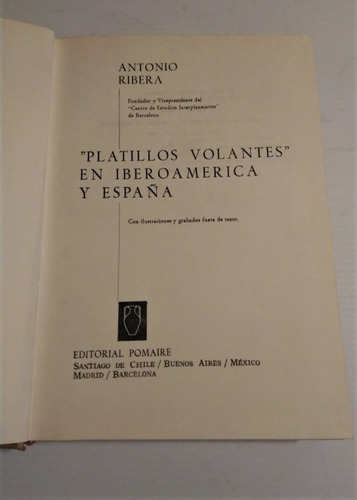 ANTONIO
RIBERA
Fundador y Vicepresidente del
"Centro de Estudios Interplanetarios"
de Barcelona
"PLATILLOS VOLANTES"
EN IBEROAMERICA
Y ESPAÑA
Con ilustraciones y grabados fuera de texto.
EDITORIAL POMAIRE
SANTIAGO DE CHILE / BUENOS AIRES / MÉXICO
MADRID / BARCELONA